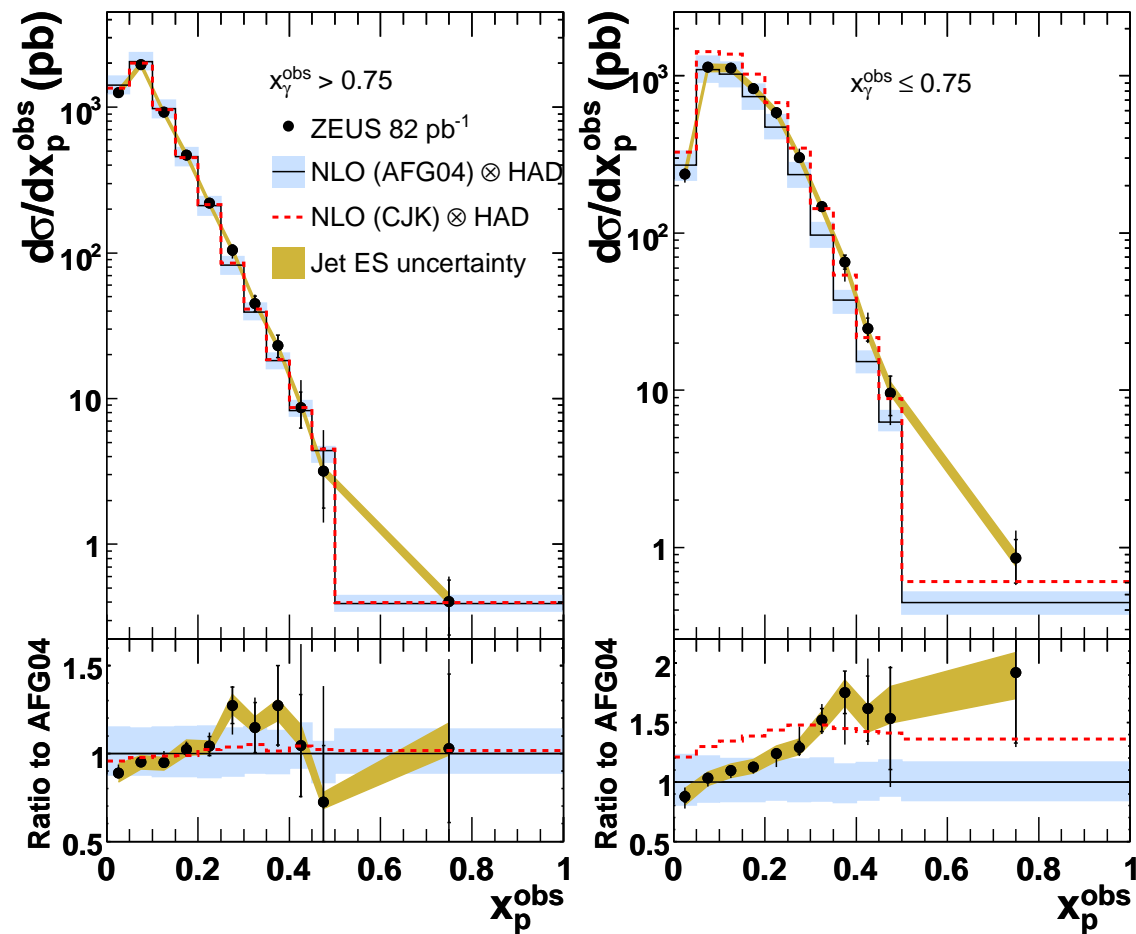 dσ/dx_p^obs (pb)
10^3
10^2
10
1
x_γ^obs > 0.75
ZEUS 82 pb^-1
NLO (AFG04) ⊗ HAD
NLO (CJK) ⊗ HAD
Jet ES uncertainty
Ratio to AFG04
1.5
1
0.5
0 0.2 0.4 0.6 0.8 1
x_p^obs
dσ/dx_p^obs (pb)
10^3
10^2
10
1
x_γ^obs ≤ 0.75
Ratio to AFG04
2
1.5
1
0.5
0 0.2 0.4 0.6 0.8 1
x_p^obs